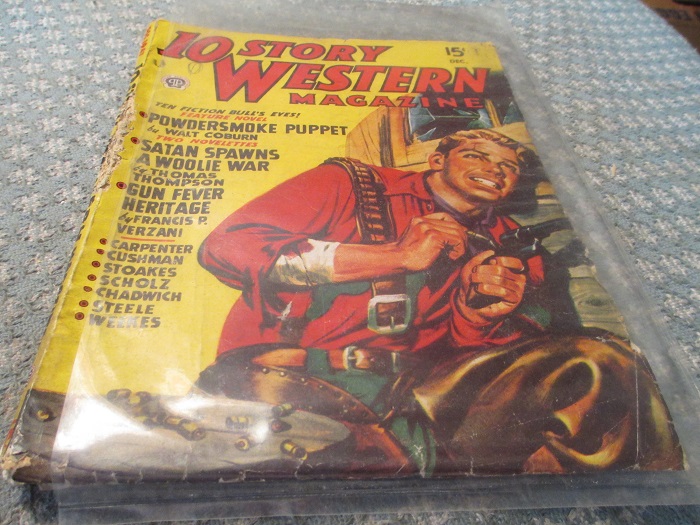 10 STORY
WESTERN
MAGAZINE
15¢
DEC.
TEN FICTION BULL'S EYES!
FEATURE NOVEL
POWDERSMOKE PUPPET
by WALT COBURN
TWO NOVELETTES
SATAN SPAWNS
A WOOLIE WAR
by THOMAS
THOMPSON
GUN FEVER
HERITAGE
by FRANCIS P.
VERZANI
CARPENTER
CUSHMAN
STOAKES
SCHOLZ
CHADWICH
STEELE
WEEKES